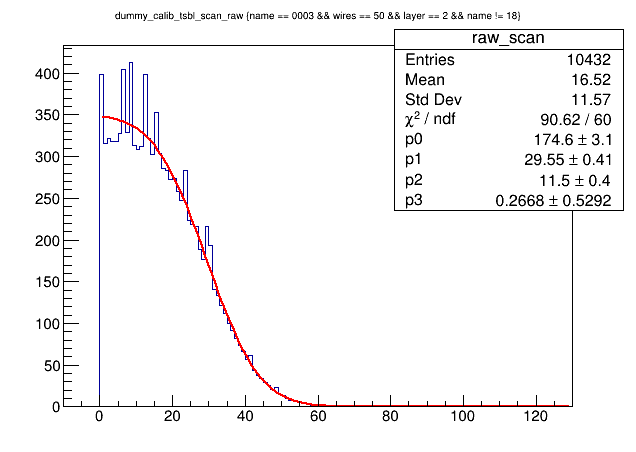 dummy_calib_tsbl_scan_raw {name == 0003 && wires == 50 && layer == 2 && name != 18}
raw_scan
Entries 10432
Mean 16.52
Std Dev 11.57
χ² / ndf 90.62 / 60
p0 174.6 ± 3.1
p1 29.55 ± 0.41
p2 11.5 ± 0.4
p3 0.2668 ± 0.5292
400
350
300
250
200
150
100
50
0
0 20 40 60 80 100 120